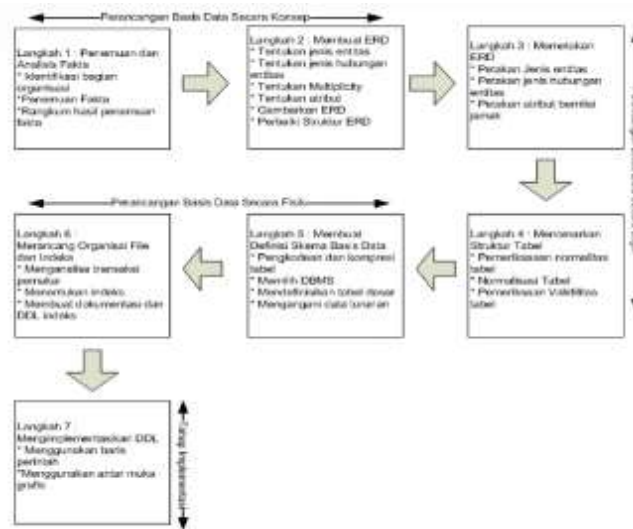 Perancangan Basis Data Secara Konsep
Langkah 1 : Penemuan dan
Analisis Fakta
* Identifikasi bagian
organisasi
*Penemuan Fakta
*Rangkum hasil penemuan
fakta
Langkah 2 : Membuat ERD
* Tentukan jenis entitas
* Tentukan jenis hubungan
entitas
* Tentukan Multiplicity
* Tentukan atribut
* Gambarkan ERD
* Perbaiki Struktur ERD
Langkah 3 : Memetakan
ERD
* Petakan Jenis entitas
* Petakan jenis hubungan
entitas
* Petakan atribut bernilai
jamak
Langkah 4 : Menormalkan
Struktur Tabel
* Pemeriksaan normalitas
tabel
* Normalisasi Tabel
* Pemeriksaan Validitas
tabel
Perancangan Basis Data Secara Fisik
Langkah 5 : Membuat
Definisi Skema Basis Data
* Pengkodean dan kompresi
tabel
* Memilih DBMS
* Mendefinisikan tabel dasar
* Menangani data turunan
Langkah 6 :
Merancang Organisasi File
dan Indeks
* Menganalisa transaksi
pemakai
* Menentukan indeks
* Membuat dokumentasi dan
DDL indeks
Langkah 7
Mengimplementasikan DDL
* Menggunakan baris
perintah
*Menggunakan antar muka
grafis
Tahap Implementasi